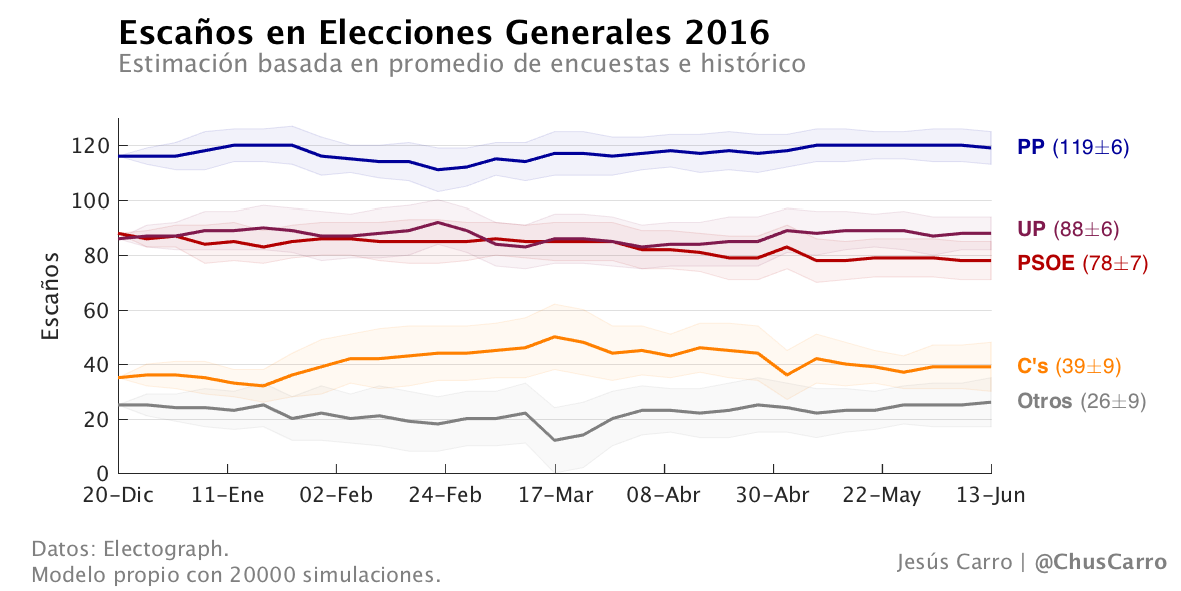 Escaños en Elecciones Generales 2016
Estimación basada en promedio de encuestas e histórico
Escaños
120
100
80
60
40
20
0
20-Dic 11-Ene 02-Feb 24-Feb 17-Mar 08-Abr 30-Abr 22-May 13-Jun
PP (119±6)
UP (88±6)
PSOE (78±7)
C's (39±9)
Otros (26±9)
Datos: Electograph.
Modelo propio con 20000 simulaciones.
Jesús Carro | @ChusCarro